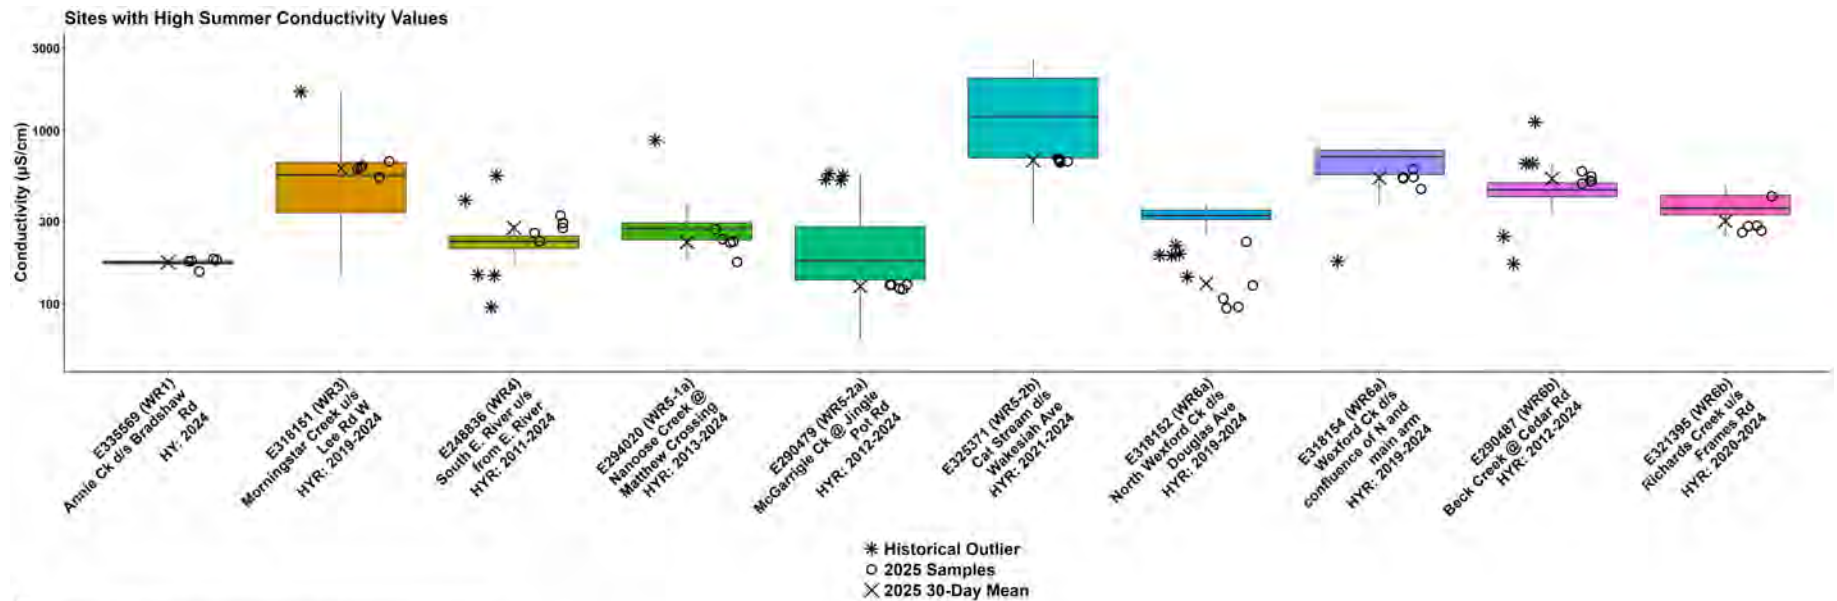 Sites with High Summer Conductivity Values
3000
1000
300
100
Conductivity (µS/cm)
E335569 (WR1)
Annie Ck d/s Bradshaw
Rd
HY: 2024
E318151 (WR3)
Morningstar Creek u/s
Lee Rd W
HYR: 2019-2024
E248836 (WR4)
South E. River u/s
from E. River
HYR: 2011-2024
E294020 (WR5-1a)
Nanoose Creek @
Matthew Crossing
HYR: 2013-2024
E290479 (WR5-2a)
McGarrigle Ck @ Jingle
Pot Rd
HYR: 2012-2024
E325371 (WR5-2b)
Cat Stream d/s
Wakesiah Ave
HYR: 2021-2024
E318152 (WR6a)
North Wexford Ck d/s
Douglas Ave
HYR: 2019-2024
E318154 (WR6a)
Wexford Ck d/s
confluence of N and
main arm
HYR: 2019-2024
E290487 (WR6b)
Beck Creek @ Cedar Rd
HYR: 2012-2024
E321395 (WR6b)
Richards Creek u/s
Frames Rd
HYR: 2020-2024
Historical Outlier
2025 Samples
2025 30-Day Mean